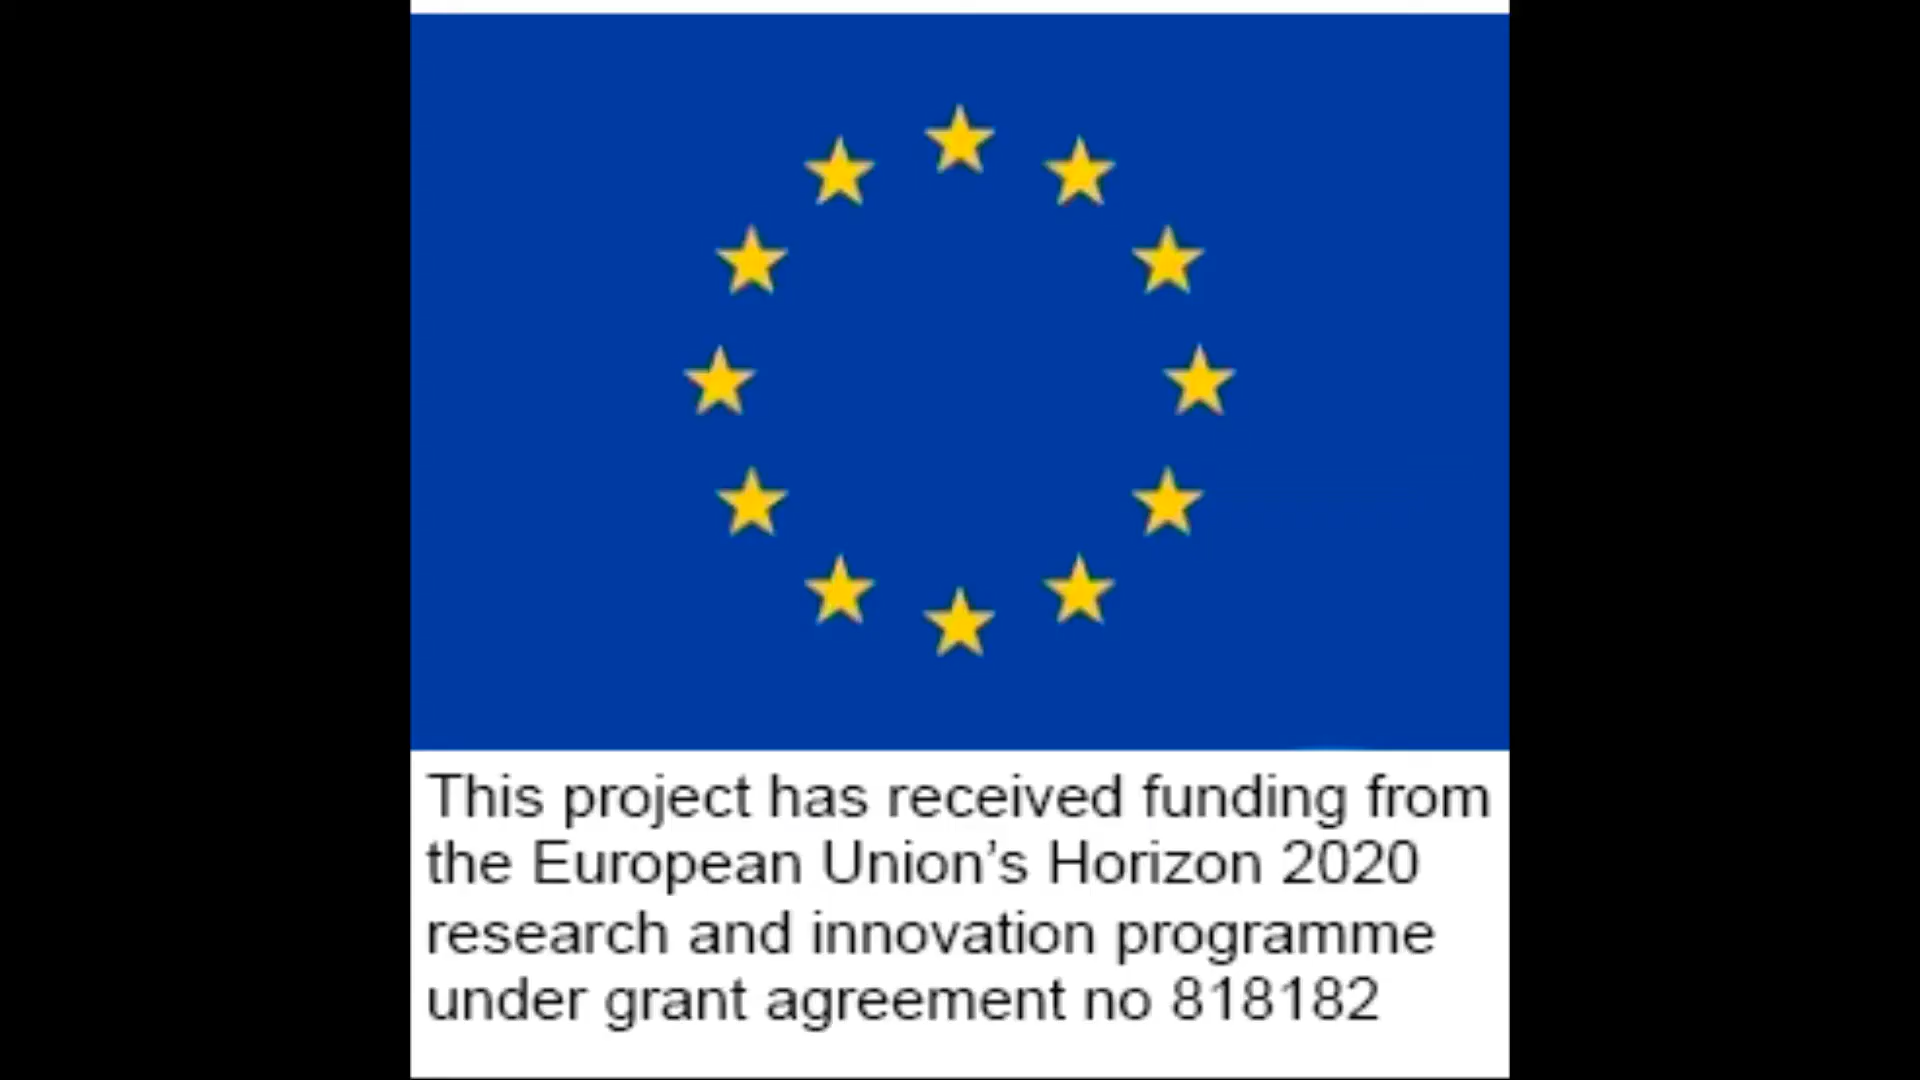 This project has received funding from
the European Union’s Horizon 2020
research and innovation programme
under grant agreement no 818182